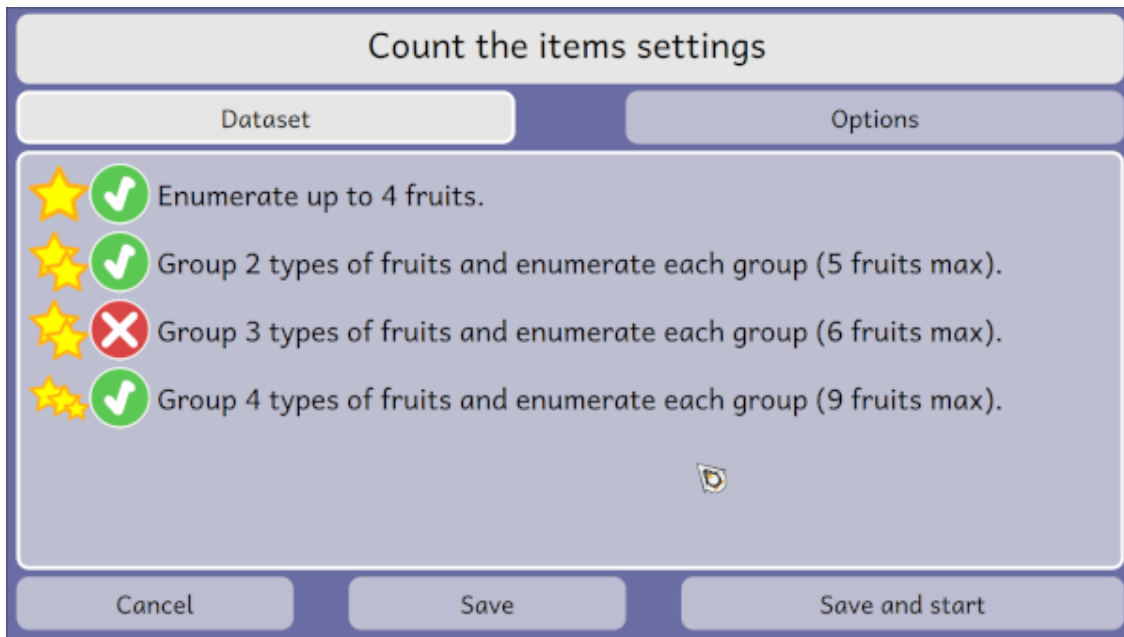 Count the items settings
Dataset
Options
Enumerate up to 4 fruits.
Group 2 types of fruits and enumerate each group (5 fruits max).
Group 3 types of fruits and enumerate each group (6 fruits max).
Group 4 types of fruits and enumerate each group (9 fruits max).
Cancel
Save
Save and start